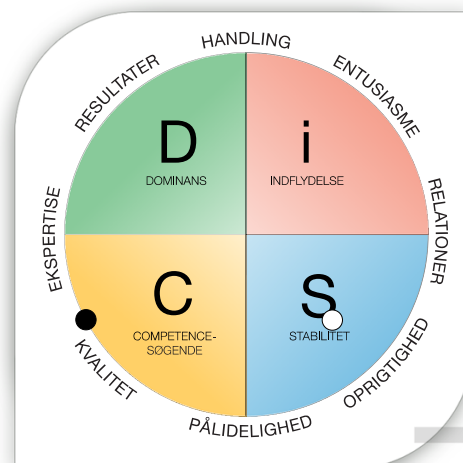 HANDLING
RESULTATER
ENTUSIASME
D
DOMINANS
i
INDFLYDELSE
EKSPERTISE
RELATIONER
C
COMPETENCE-
SØGENDE
S
STABILITET
KVALITET
OPRIGTIGHED
PÅLIDELIGHED